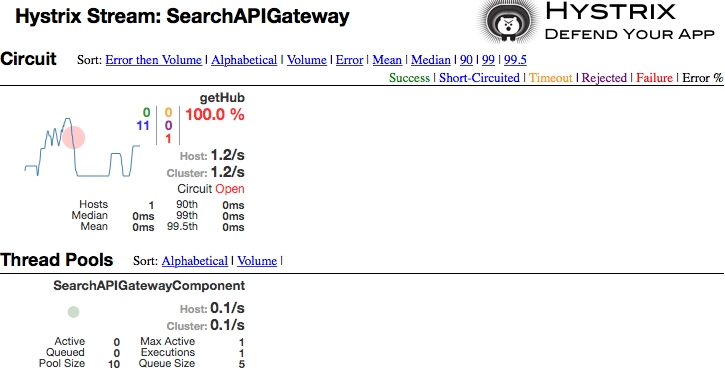 Hystrix Stream: SearchAPIGateway
HYSTRIX
DEFEND YOUR APP
Circuit Sort: Error then Volume | Alphabetical | Volume | Error | Mean | Median | 90 | 99 | 99.5
Success | Short-Circuited | Timeout | Rejected | Failure | Error %
getHub
0 0 100.0 %
11 0
1
Host: 1.2/s
Cluster: 1.2/s
Circuit Open
Hosts 1 90th 0ms
Median 0ms 99th 0ms
Mean 0ms 99.5th 0ms
Thread Pools Sort: Alphabetical | Volume |
SearchAPIGatewayComponent
Host: 0.1/s
Cluster: 0.1/s
Active 0 Max Active 1
Queued 0 Executions 1
Pool Size 10 Queue Size 5